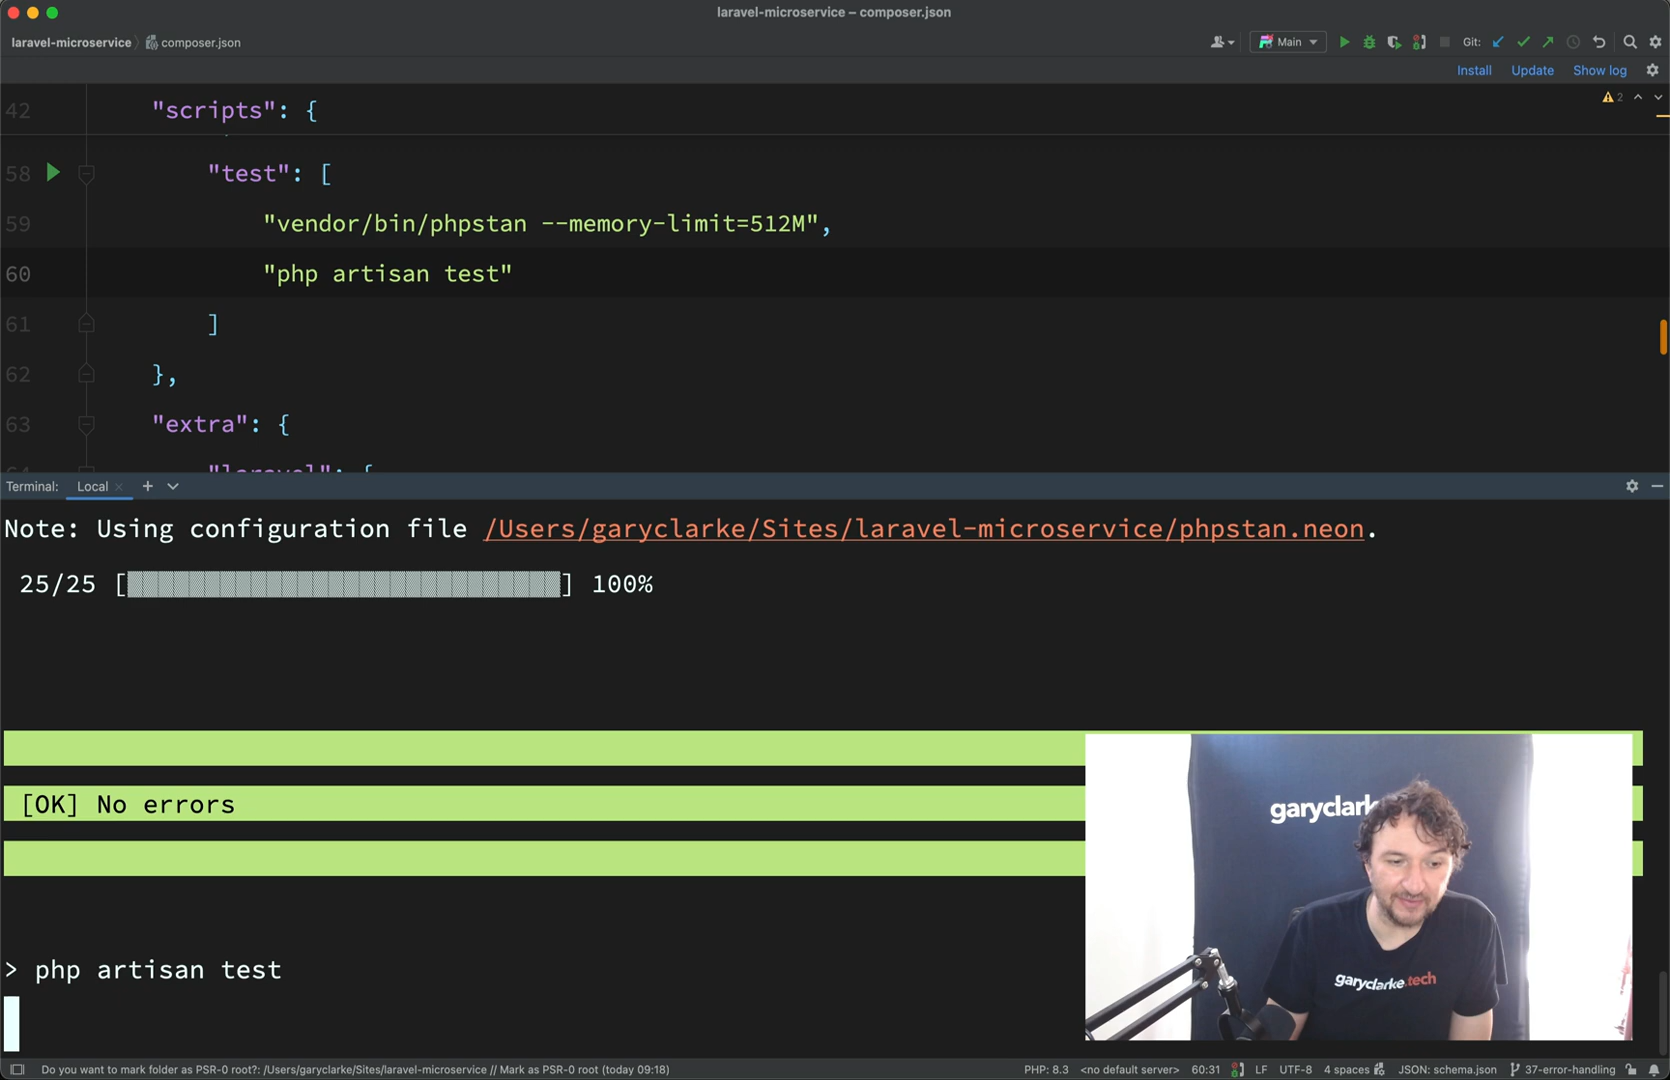 laravel-microservice – composer.json
laravel-microservice composer.json Main Git:
Install Update Show log
42 "scripts": { 2
58 "test": [
59 "vendor/bin/phpstan --memory-limit=512M",
60 "php artisan test"
61 ]
62 },
63 "extra": {
64 "laravel": {
Terminal: Local × +
Note: Using configuration file /Users/garyclarke/Sites/laravel-microservice/phpstan.neon.
25/25 [▓▓▓▓▓▓▓▓▓▓▓▓▓▓▓▓▓▓▓▓▓▓▓▓▓▓▓▓] 100%
[OK] No errors
garyclark
garyclarke.tech
> php artisan test
Do you want to mark folder as PSR-0 root?: /Users/garyclarke/Sites/laravel-microservice // Mark as PSR-0 root (today 09:18) PHP: 8.3 <no default server> 60:31 LF UTF-8 4 spaces JSON: schema.json 37-error-handling